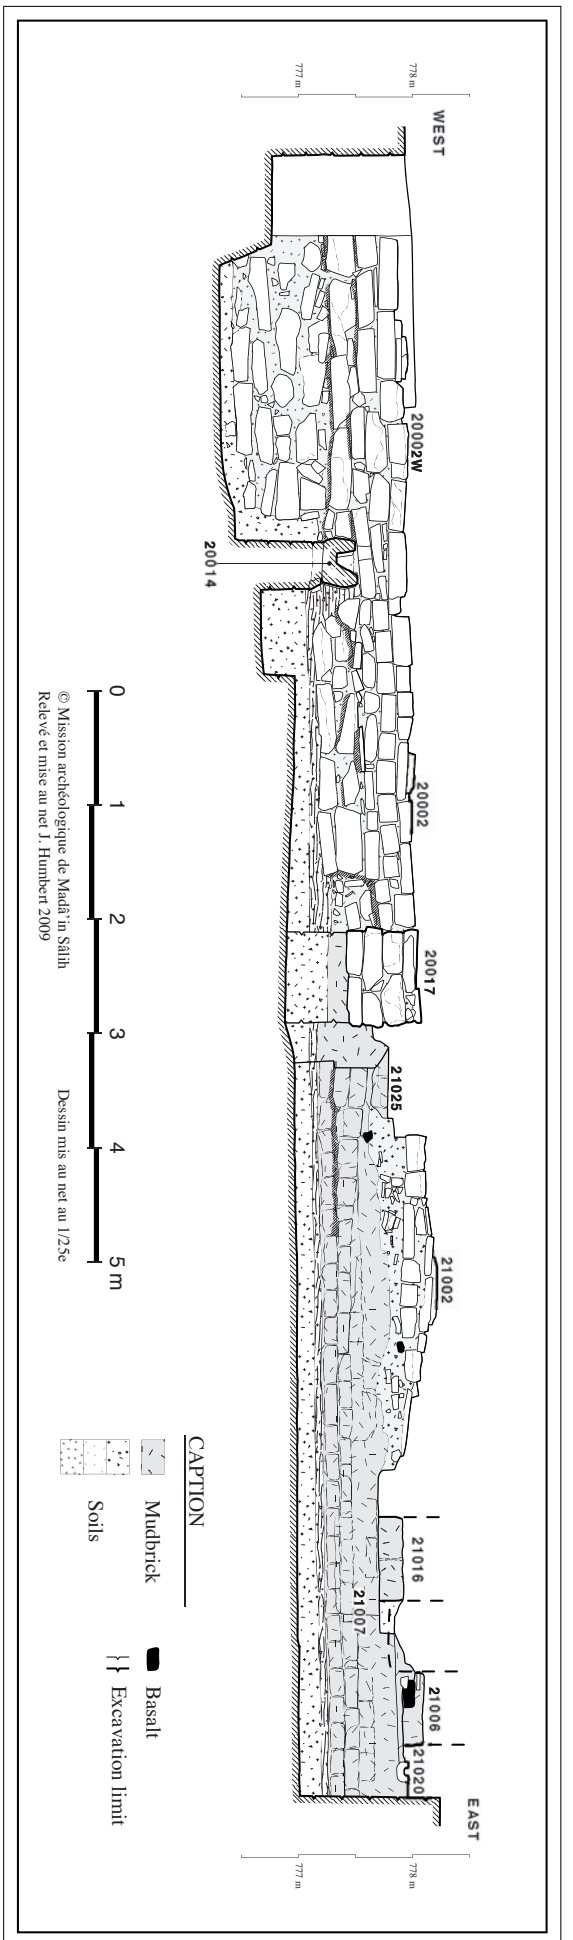 777 m
778 m
WEST
EAST
777 m
778 m
20002W
20014
20002
20017
21025
21002
21016
21007
21006
21020
0
1
2
3
4
5 m
© Mission archéologique de Madâ'in Sâlih
Relevé et mise au net J. Humbert 2009
Dessin mis au net au 1/25e
CAPTION
Mudbrick
Basalt
Soils
Excavation limit